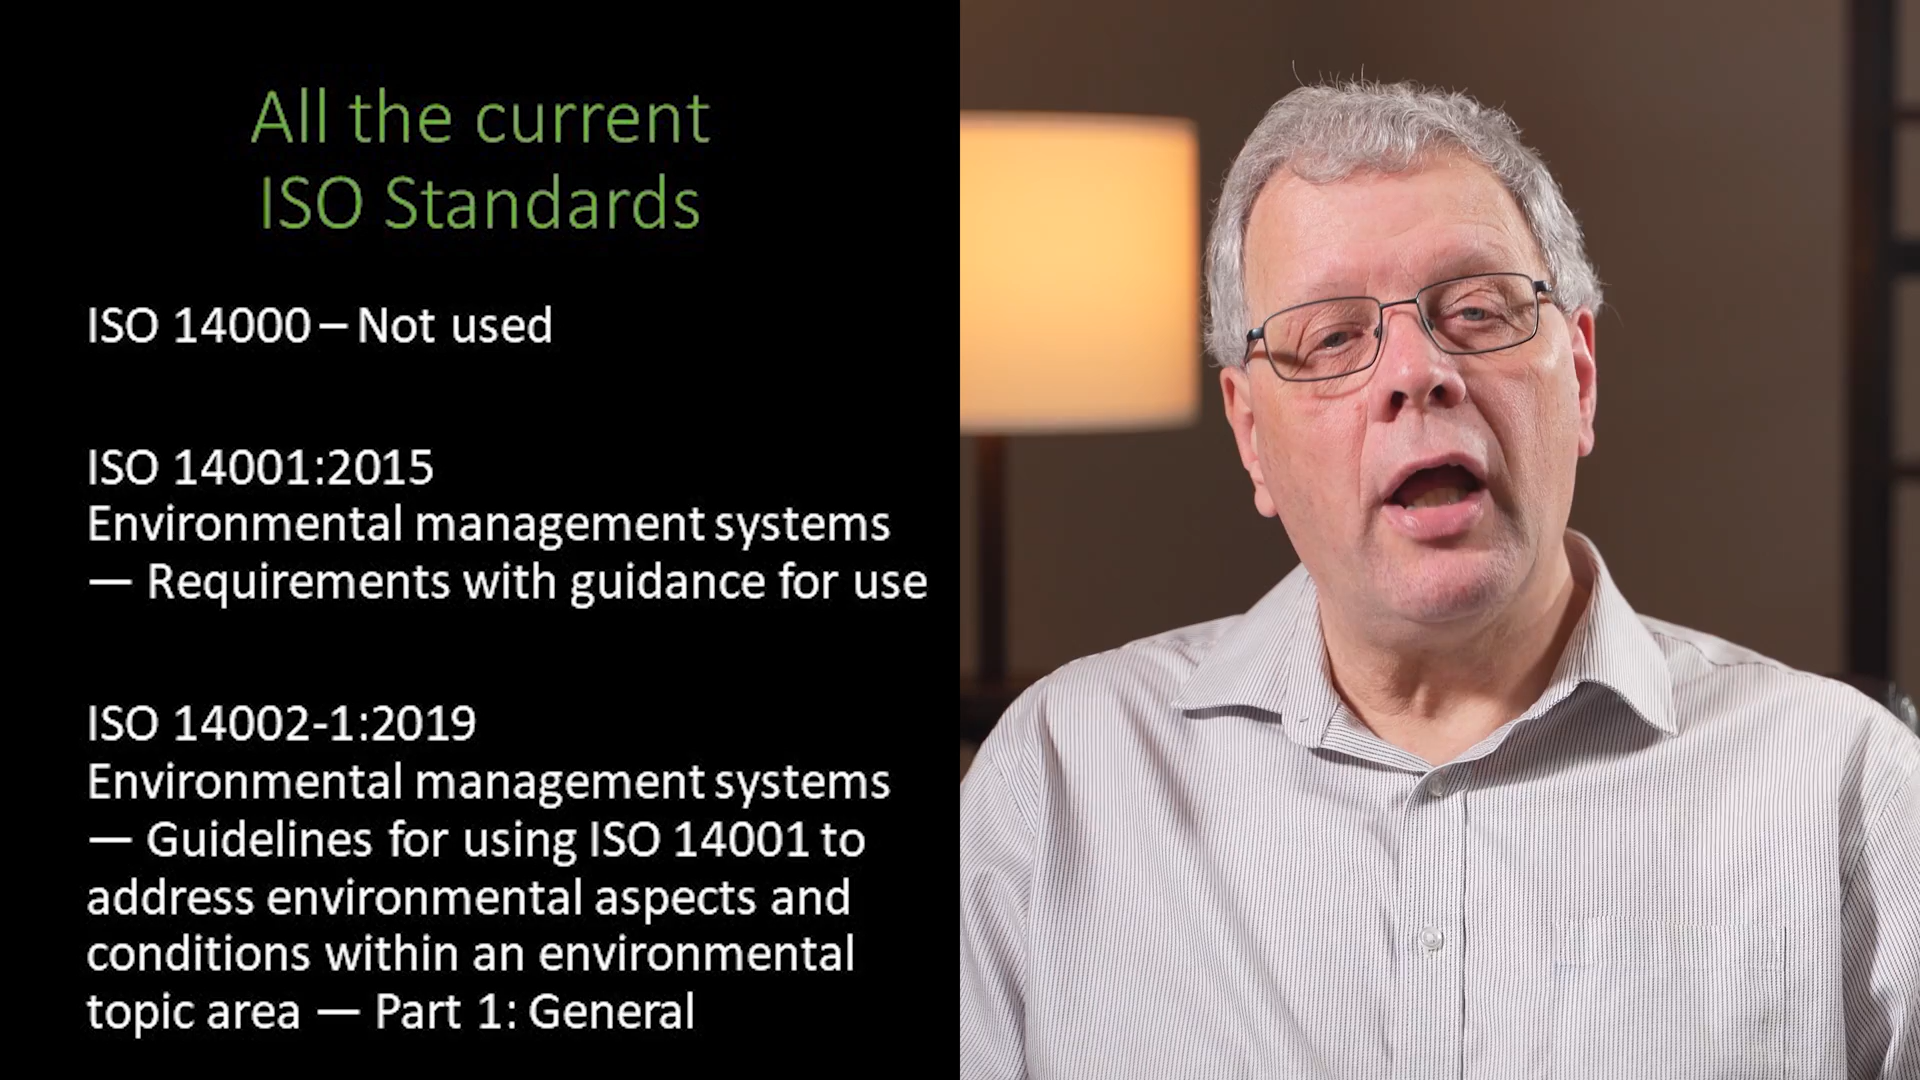 All the current
ISO Standards
ISO 14000 – Not used
ISO 14001:2015
Environmental management systems
— Requirements with guidance for use
ISO 14002-1:2019
Environmental management systems
— Guidelines for using ISO 14001 to
address environmental aspects and
conditions within an environmental
topic area — Part 1: General